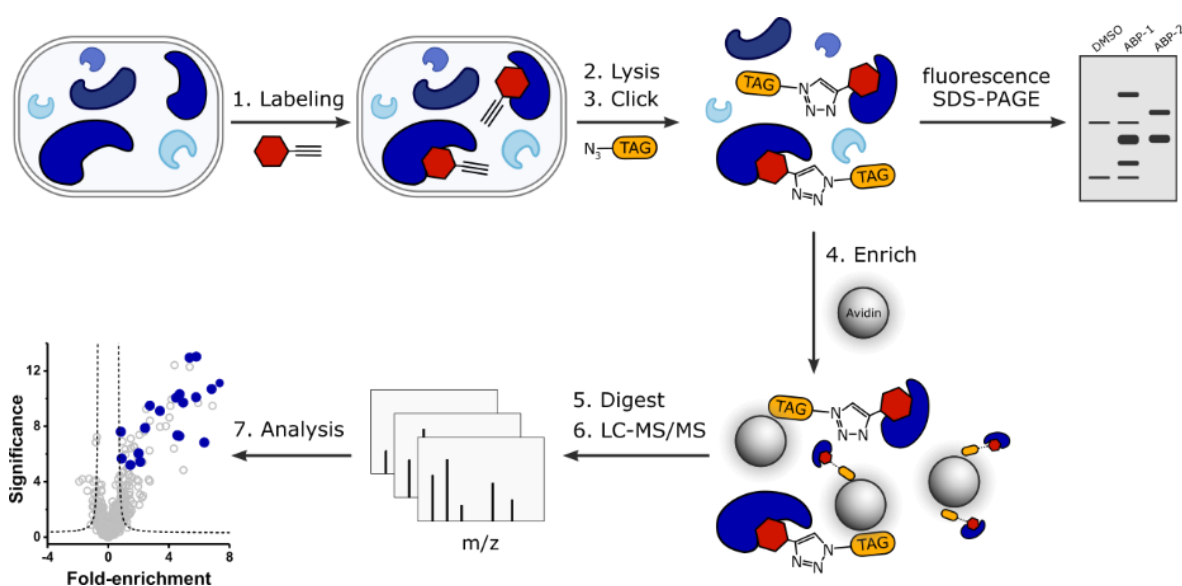 1. Labeling
2. Lysis
3. Click
N3 TAG
TAG
N
N=N
TAG
N
N=N
fluorescence
SDS-PAGE
DMSO
ABP-1
ABP-2
4. Enrich
Avidin
TAG
N
N=N
TAG
N
N=N
5. Digest
6. LC-MS/MS
m/z
7. Analysis
Significance
12
8
4
0
-4
0
4
8
Fold-enrichment